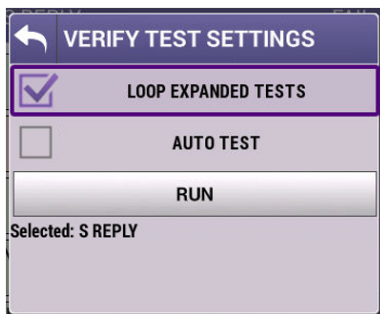 VERIFY TEST SETTINGS
LOOP EXPANDED TESTS
AUTO TEST
RUN
Selected: S REPLY